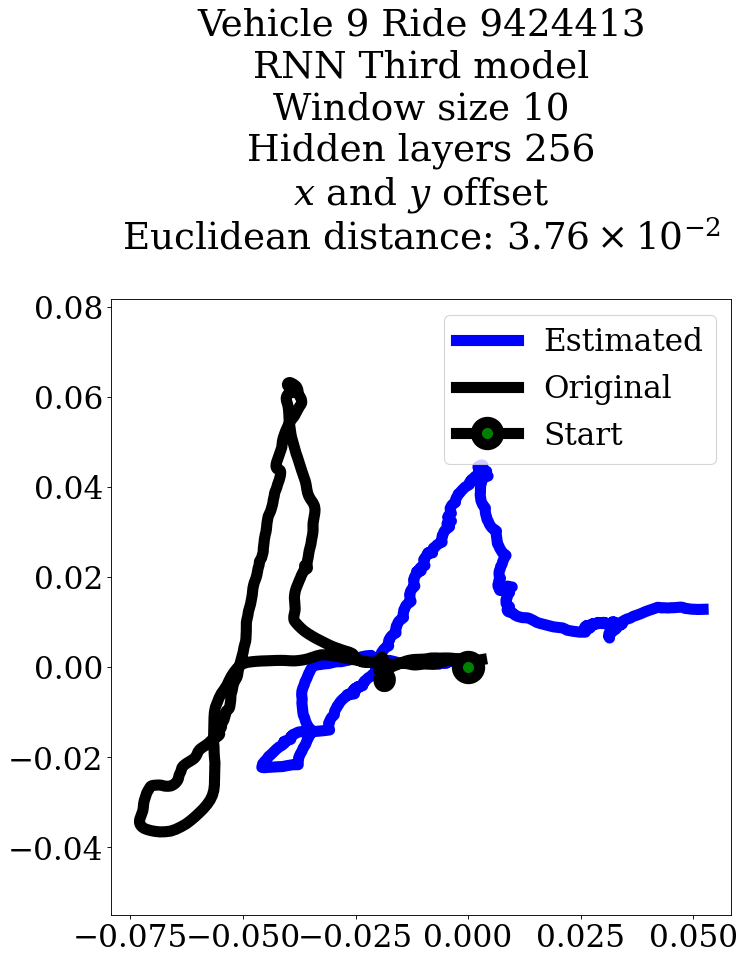 Vehicle 9 Ride 9424413
RNN Third model
Window size 10
Hidden layers 256
x and y offset
Euclidean distance: 3.76 × 10⁻²
Estimated
Original
Start
0.08
0.06
0.04
0.02
0.00
−0.02
−0.04
−0.075 −0.050 −0.025 0.000 0.025 0.050